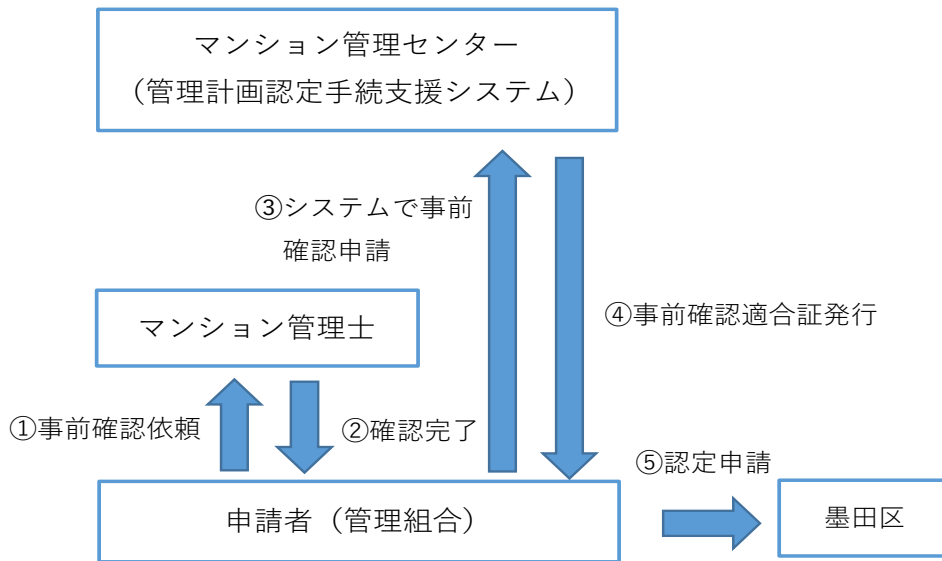 マンション管理センター
（管理計画認定手続支援システム）
③システムで事前
確認申請
マンション管理士
④事前確認適合証発行
①事前確認依頼
②確認完了
⑤認定申請
申請者（管理組合）
墨田区